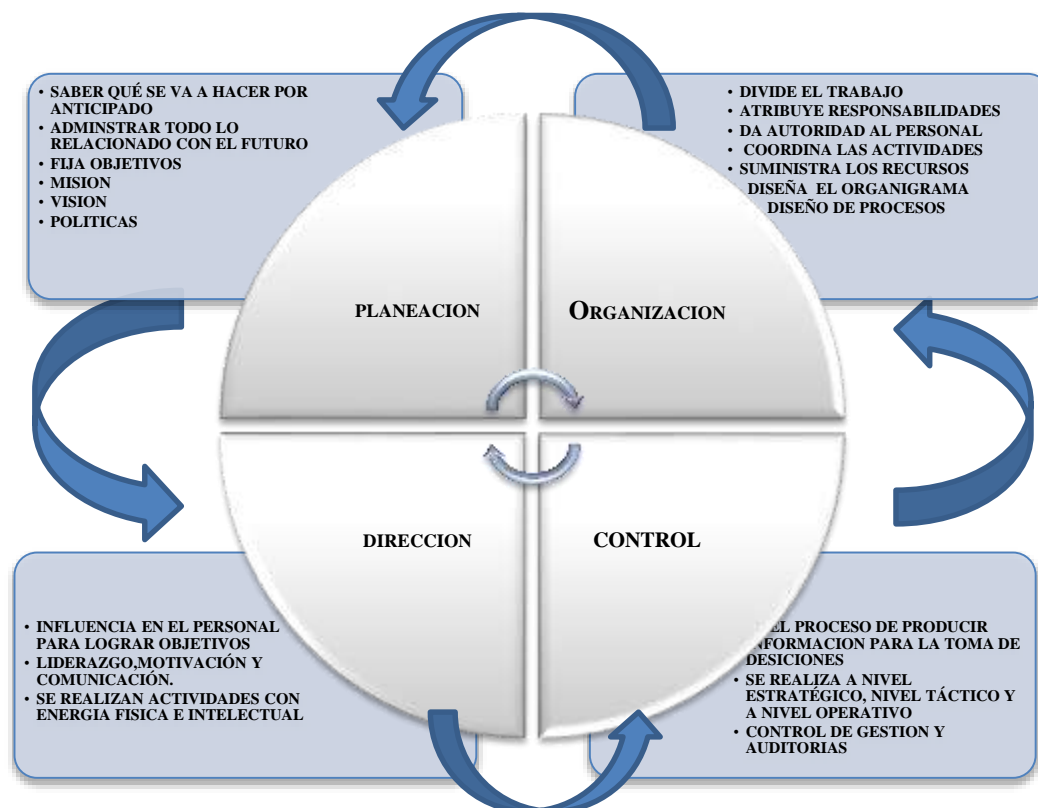 • SABER QUÉ SE VA A HACER POR
ANTICIPADO
• ADMINSTRAR TODO LO
RELACIONADO CON EL FUTURO
• FIJA OBJETIVOS
• MISION
• VISION
• POLITICAS
• DIVIDE EL TRABAJO
• ATRIBUYE RESPONSABILIDADES
• DA AUTORIDAD AL PERSONAL
• COORDINA LAS ACTIVIDADES
• SUMINISTRA LOS RECURSOS
DISEÑA EL ORGANIGRAMA
DISEÑO DE PROCESOS
PLANEACION
ORGANIZACION
DIRECCION
CONTROL
• INFLUENCIA EN EL PERSONAL
PARA LOGRAR OBJETIVOS
• LIDERAZGO,MOTIVACIÓN Y
COMUNICACIÓN.
• SE REALIZAN ACTIVIDADES CON
ENERGIA FISICA E INTELECTUAL
EL PROCESO DE PRODUCIR
INFORMACION PARA LA TOMA DE
DESICIONES
• SE REALIZA A NIVEL
ESTRATÉGICO, NIVEL TÁCTICO Y
A NIVEL OPERATIVO
• CONTROL DE GESTION Y
AUDITORIAS